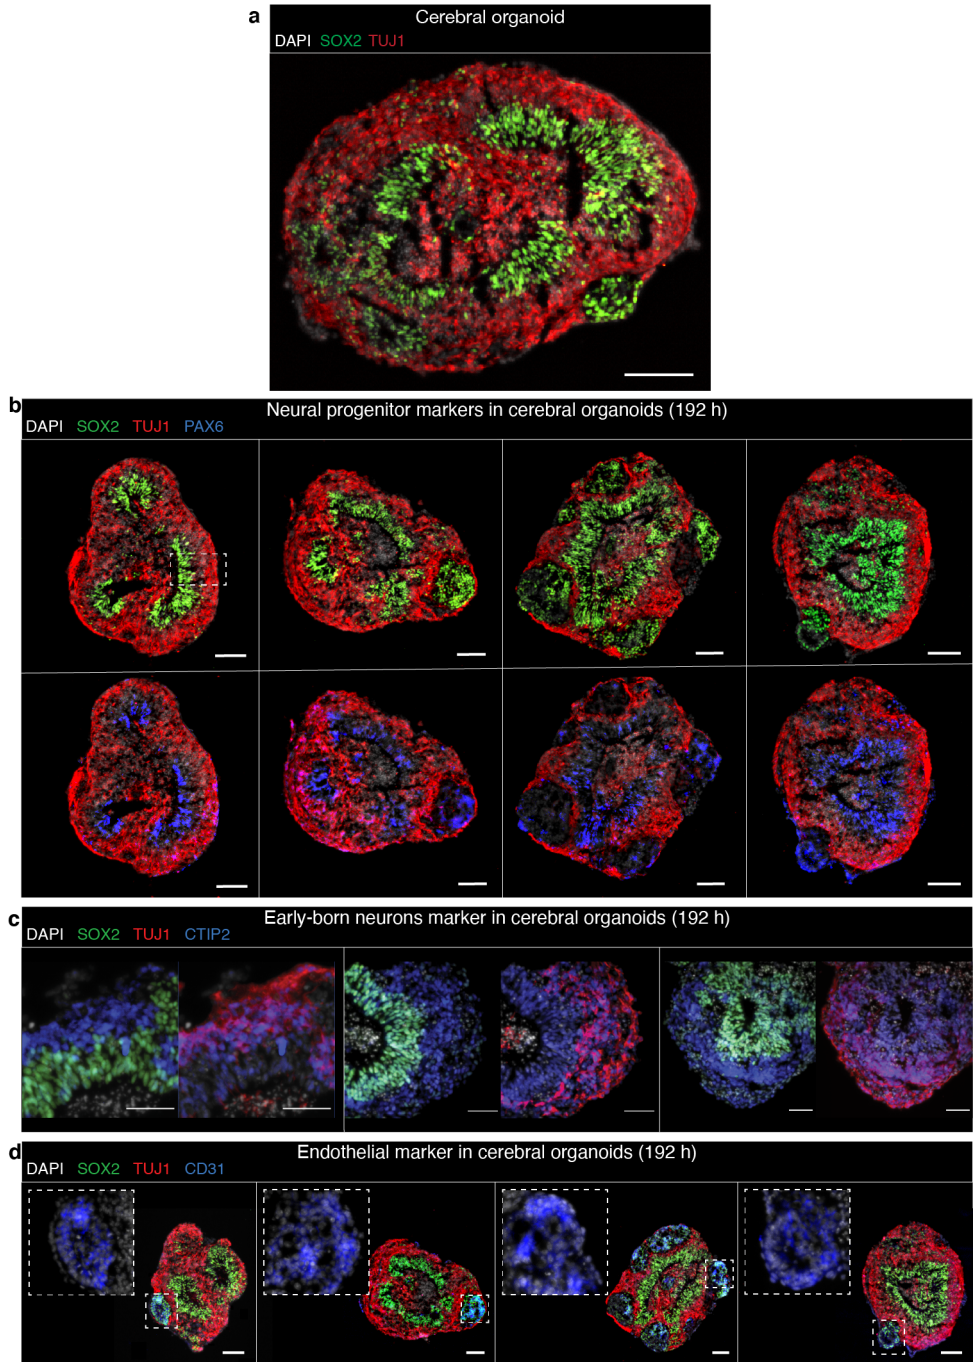 a
Cerebral organoid
DAPI SOX2 TUJ1
b
Neural progenitor markers in cerebral organoids (192 h)
DAPI SOX2 TUJ1 PAX6
c
Early-born neurons marker in cerebral organoids (192 h)
DAPI SOX2 TUJ1 CTIP2
d
Endothelial marker in cerebral organoids (192 h)
DAPI SOX2 TUJ1 CD31